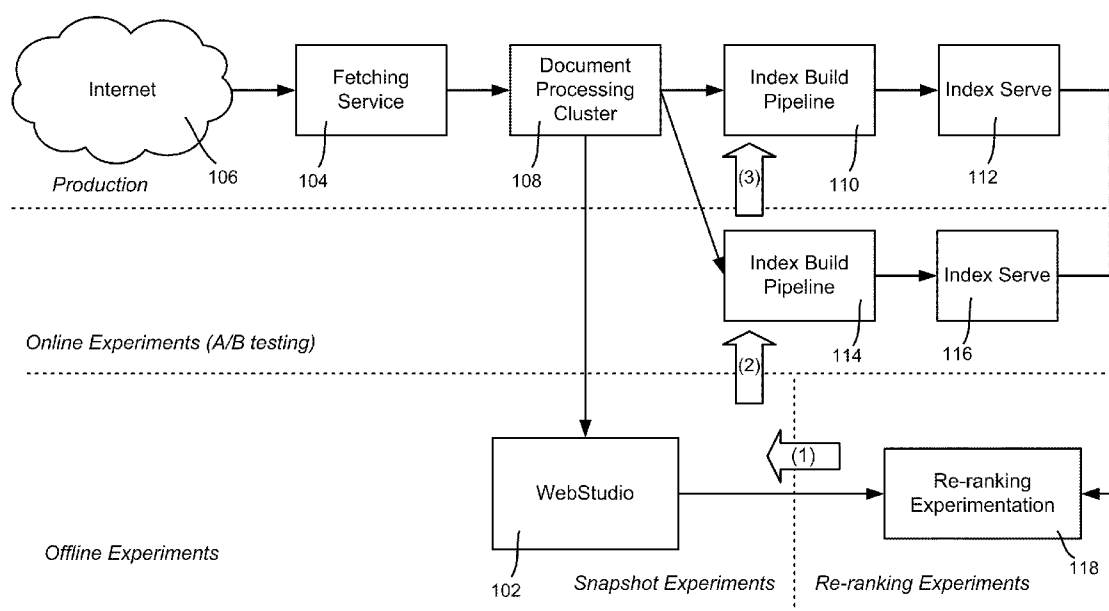 Internet
Fetching
Service
Document
Processing
Cluster
Index Build
Pipeline
Index Serve
106
104
108
110
112
Production
(3)
Index Build
Pipeline
Index Serve
114
116
Online Experiments (A/B testing)
(2)
(1)
WebStudio
Re-ranking
Experimentation
102
118
Offline Experiments
Snapshot Experiments
Re-ranking Experiments